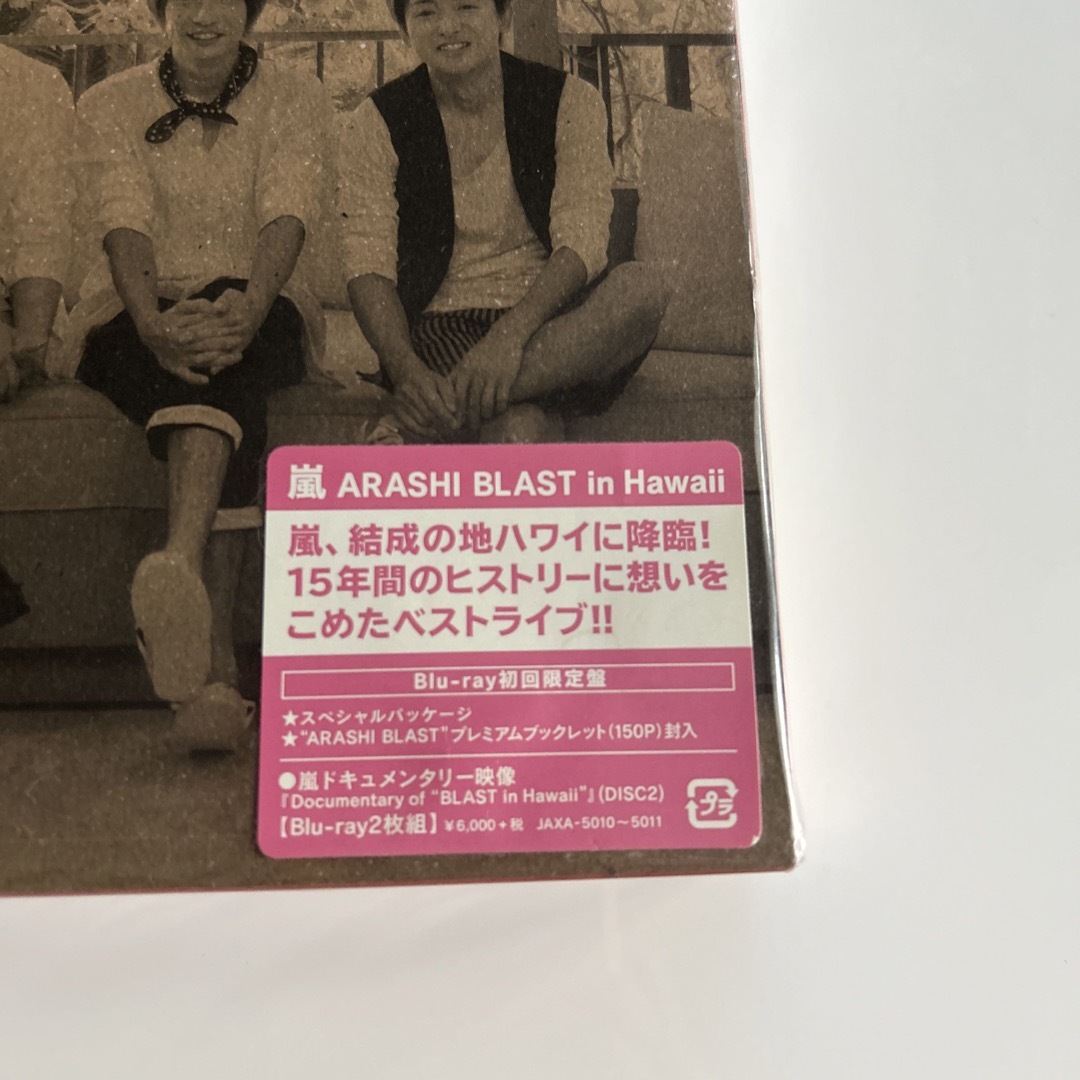 嵐 ARASHI BLAST in Hawaii
嵐、結成の地ハワイに降臨!
15年間のヒストリーに想いを
こめたベストライブ!!
Blu-ray初回限定盤
★スペシャルパッケージ
★“ARASHI BLAST”プレミアムブックレット(150P)封入
●嵐ドキュメンタリー映像
『Documentary of “BLAST in Hawaii”』(DISC2)
【Blu-ray2枚組】 ¥6,000+税 JAXA-5010~5011
プラ